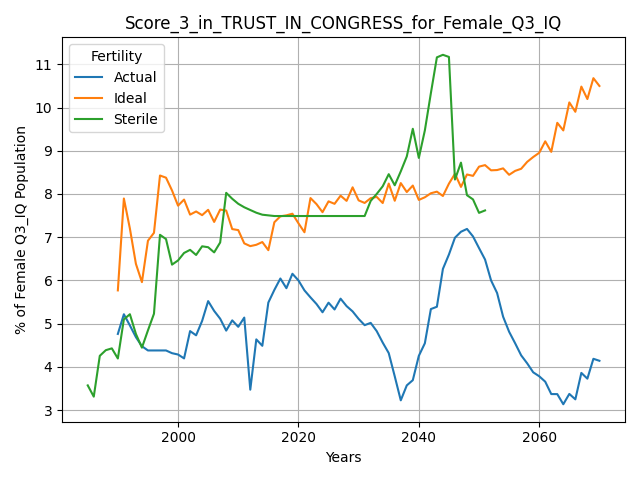 Score_3_in_TRUST_IN_CONGRESS_for_Female_Q3_IQ
Fertility
Actual
Ideal
Sterile
% of Female Q3_IQ Population
11
10
9
8
7
6
5
4
3
2000 2020 2040 2060
Years